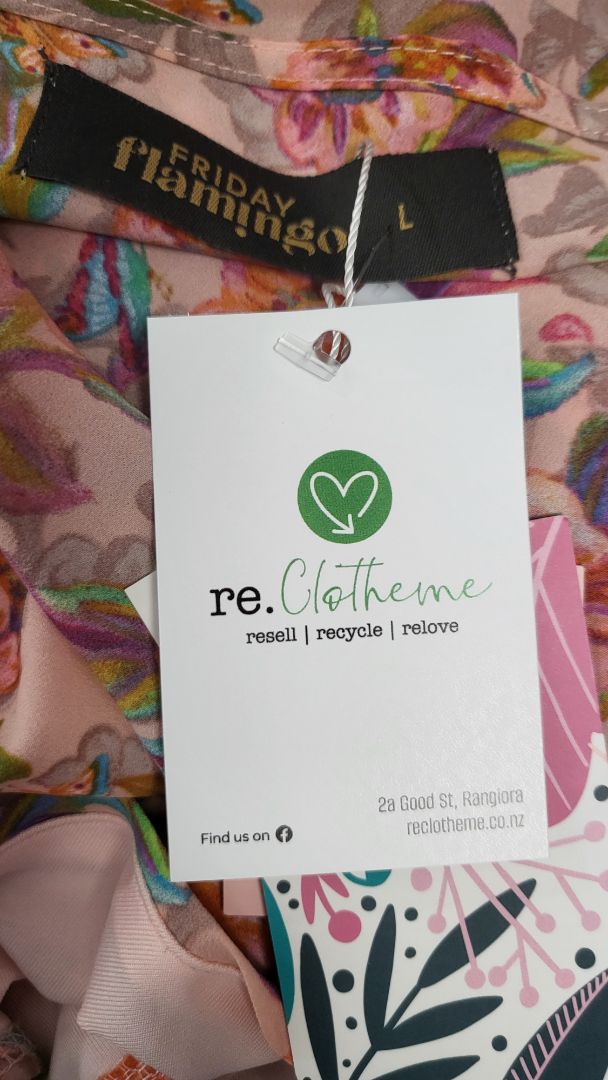 FRIDAY
flamingo
L
re.Clotheme
resell | recycle | relove
2a Good St, Rangiora
reclotheme.co.nz
Find us on